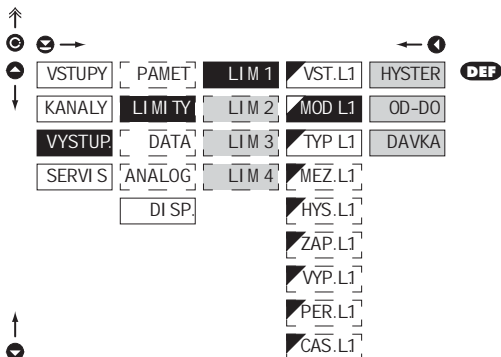 VSTUPY PAMET LIM 1 VST.L1 HYSTER DEF
KANALY LIMITY LIM 2 MOD L1 OD-DO
VYSTUP. DATA LIM 3 TYP L1 DAVKA
SERVIS ANALOG LIM 4 MEZ.L1
DISP. HYS.L1
ZAP.L1
VYP.L1
PER.L1
CAS.L1